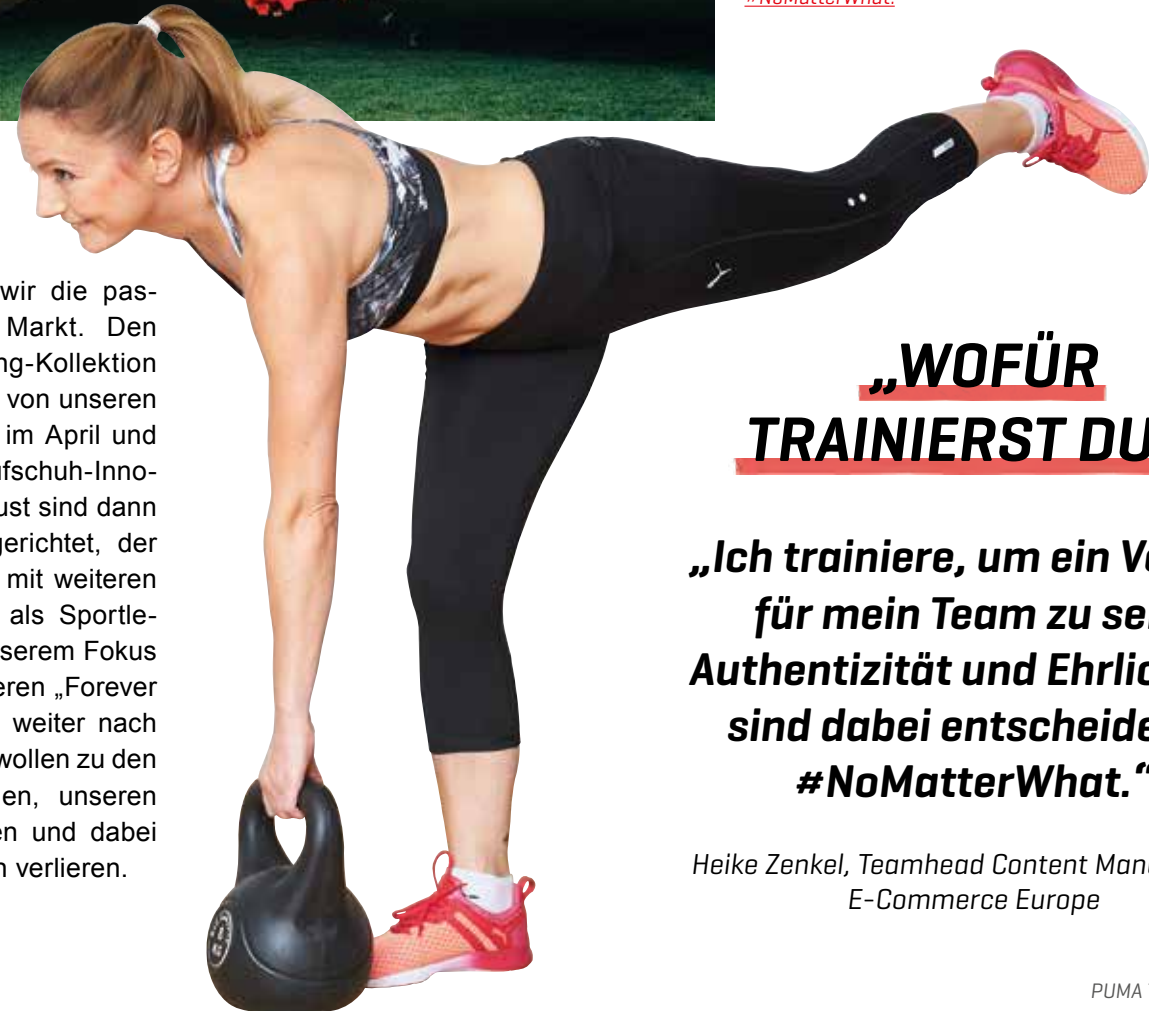 #NoMatterWhat.
wir die pas-
Markt. Den
ng-Kollektion
von unseren
im April und
fschuh-Inno-
ust sind dann
gerichtet, der
mit weiteren
als Sportle-
serem Fokus
eren „Forever
weiter nach
wollen zu den
en, unseren
en und dabei
n verlieren.
„WOFÜR
TRAINIERST DU
„Ich trainiere, um ein Vo
für mein Team zu se
Authentizität und Ehrlic
sind dabei entscheide
#NoMatterWhat.“
Heike Zenkel, Teamhead Content Man
E-Commerce Europe
PUMA